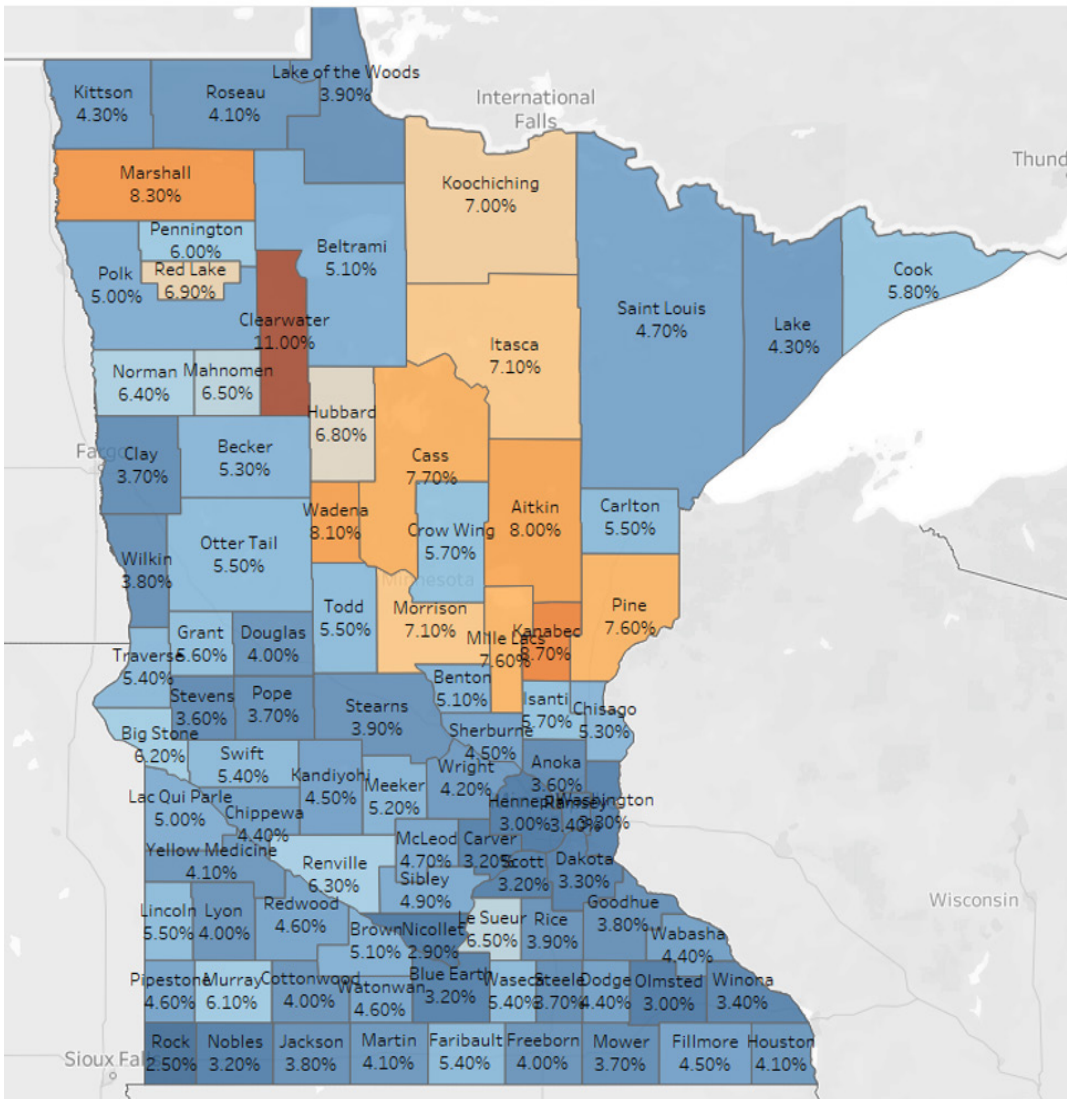 Lake of the Woods
3.90%
Kittson
4.30%
Roseau
4.10%
International
Falls
Thund
Marshall
8.30%
Koochiching
7.00%
Pennington
6.00%
Beltrami
5.10%
Polk
5.00%
Red Lake
6.90%
Cook
5.80%
Clearwater
11.00%
Saint Louis
4.70%
Lake
4.30%
Itasca
7.10%
Norman
6.40%
Mahnomen
6.50%
Hubbard
6.80%
Fargo
Clay
3.70%
Becker
5.30%
Cass
7.70%
Wadena
8.10%
Aitkin
8.00%
Carlton
5.50%
Crow Wing
5.70%
Otter Tail
5.50%
Wilkin
3.80%
Minnesota
Todd
5.50%
Morrison
7.10%
Pine
7.60%
Mille Lacs
7.60%
Kanabec
8.70%
Grant
5.60%
Douglas
4.00%
Traverse
5.40%
Benton
5.10%
Stevens
3.60%
Pope
3.70%
Stearns
3.90%
Isanti
5.70%
Chisago
5.30%
Big Stone
6.20%
Sherburne
4.50%
Swift
5.40%
Kandiyohi
4.50%
Wright
4.20%
Anoka
3.60%
Meeker
5.20%
Lac Qui Parle
5.00%
Chippewa
4.40%
Hennepin
3.00%
Ramsey
3.40%
Washington
McLeod
4.70%
Carver
3.20%
Yellow Medicine
4.10%
Renville
6.30%
Scott
3.20%
Dakota
3.30%
Sibley
4.90%
Redwood
4.60%
Goodhue
3.80%
Wisconsin
Lincoln
5.50%
Lyon
4.00%
Brown
5.10%
Nicollet
2.90%
Le Sueur
6.50%
Rice
3.90%
Wabasha
4.40%
Pipestone
4.60%
Murray
6.10%
Cottonwood
4.00%
Watonwan
4.60%
Blue Earth
3.20%
Waseca
5.40%
Steele
3.70%
Dodge
4.40%
Olmsted
3.00%
Winona
3.40%
Sioux Falls
Rock
2.50%
Nobles
3.20%
Jackson
3.80%
Martin
4.10%
Faribault
5.40%
Freeborn
4.00%
Mower
3.70%
Fillmore
4.50%
Houston
4.10%